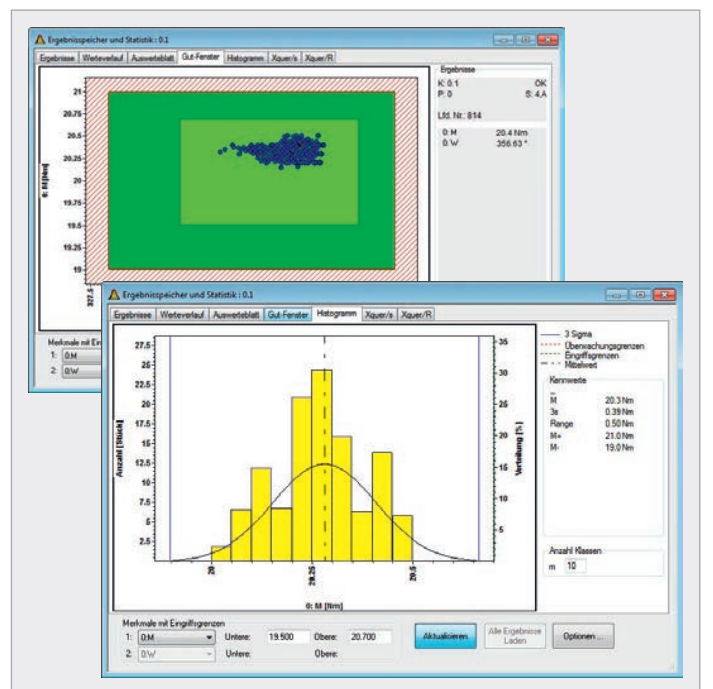 Ergebnisspeicher und Statistik : 0.1
Ergebnisse Werteverlauf Auswerteblatt Gut-Fenster Histogramm Xquer/s Xquer/R
0: M [Nm]
21
20.75
20.5
20.25
20
19.75
19.5
19.25
19
327.5
Ergebnisse
K: 0.1 OK
P: 0 S: 4,A
Lfd. Nr.: 814
0: M 20.4 Nm
0: W 356.63 °
Merkmale mit Ein
1: 0:M
2: 0:W
Ergebnisspeicher und Statistik : 0.1
Ergebnisse Werteverlauf Auswerteblatt Gut-Fenster Histogramm Xquer/s Xquer/R
Anzahl [Stück]
27.5
25
22.5
20
17.5
15
12.5
10
7.5
5
2.5
20
20.25
20.5
0: M [Nm]
35
30
25
20
15
10
5
Verteilung [%]
3 Sigma
Überwachungsgrenzen
Eingriffsgrenzen
Mittelwert
Kennwerte
M 20.3 Nm
3s 0.39 Nm
Range 0.50 Nm
M+ 21.0 Nm
M- 19.0 Nm
Anzahl Klassen
m 10
Merkmale mit Eingriffsgrenzen
1: 0:M Untere: 19.500 Obere: 20.700
2: 0:W Untere: Obere:
Aktualisieren
Alle Ergebnisse
Laden
Optionen ...